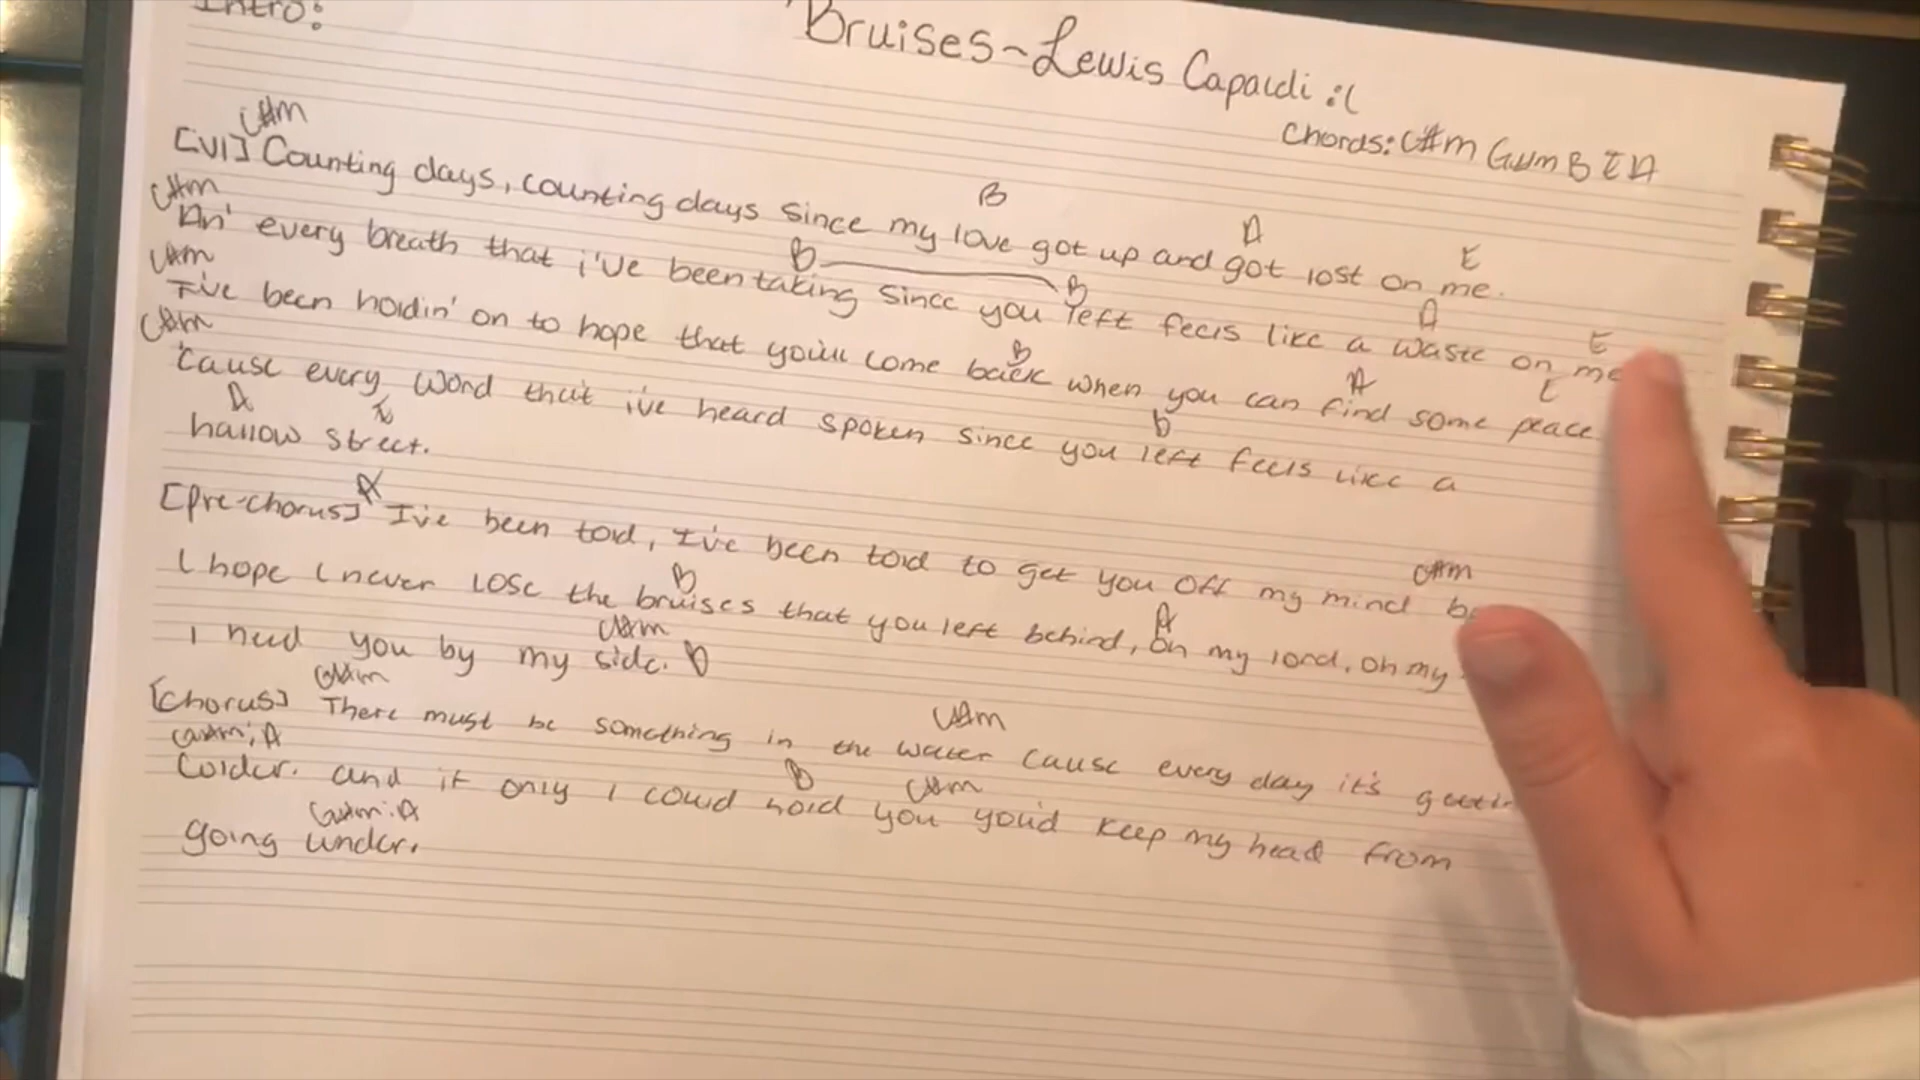 Intro:
Bruises~Lewis Capaldi :(
Chords: C#m G#m B E A
C#m
[V1] Counting days, counting days since my love got up and got lost on me.
C#m B A E
An' every breath that i've been taking since you left feels like a waste on me
C#m B B A E
I've been holdin' on to hope that you'll come back when you can find some peace
C#m B A E
'cause every word that i've heard spoken since you left feels like a
A B
hallow street.
A
[pre-chorus] I've been told, I've been told to get you off my mind
C#m
I hope I never lose the bruises that you left behind, oh my lord, oh my
B A
I need you by my side.
C#m B
[chorus] There must be something in the water cause every day it's
G#m C#m
G#m, A
Colder. and if only I could hold you you'd keep my head from
B C#m
G#m, A
going under.